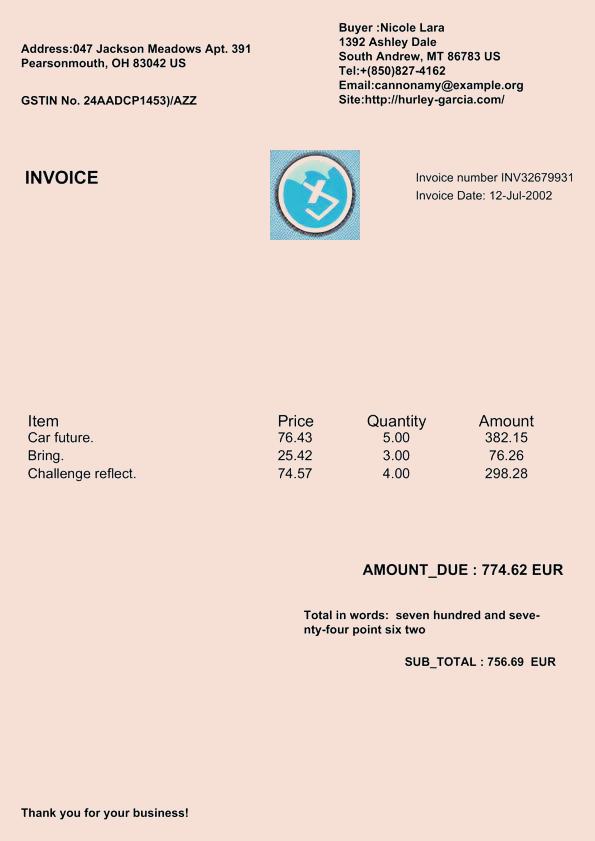 Address:047 Jackson Meadows Apt. 391
Pearsonmouth, OH 83042 US
GSTIN No. 24AADCP1453)/AZZ
Buyer :Nicole Lara
1392 Ashley Dale
South Andrew, MT 86783 US
Tel:+(850)827-4162
Email:cannonamy@example.org
Site:http://hurley-garcia.com/
INVOICE
Invoice number INV32679931
Invoice Date: 12-Jul-2002
Item Price Quantity Amount
Car future. 76.43 5.00 382.15
Bring. 25.42 3.00 76.26
Challenge reflect. 74.57 4.00 298.28
AMOUNT_DUE : 774.62 EUR
Total in words: seven hundred and seve-
nty-four point six two
SUB_TOTAL : 756.69 EUR
Thank you for your business!